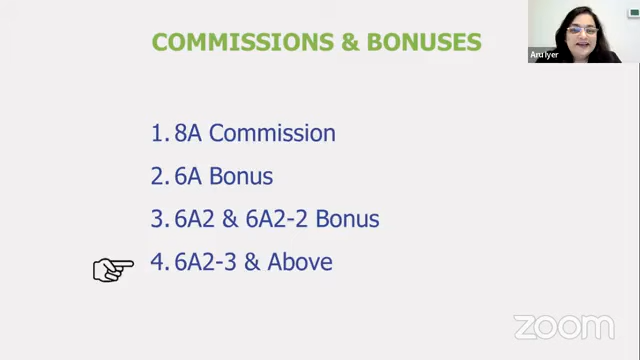 COMMISSIONS & BONUSES
Aru Iyer
1. 8A Commission
2. 6A Bonus
3. 6A2 & 6A2-2 Bonus
4. 6A2-3 & Above
zoom